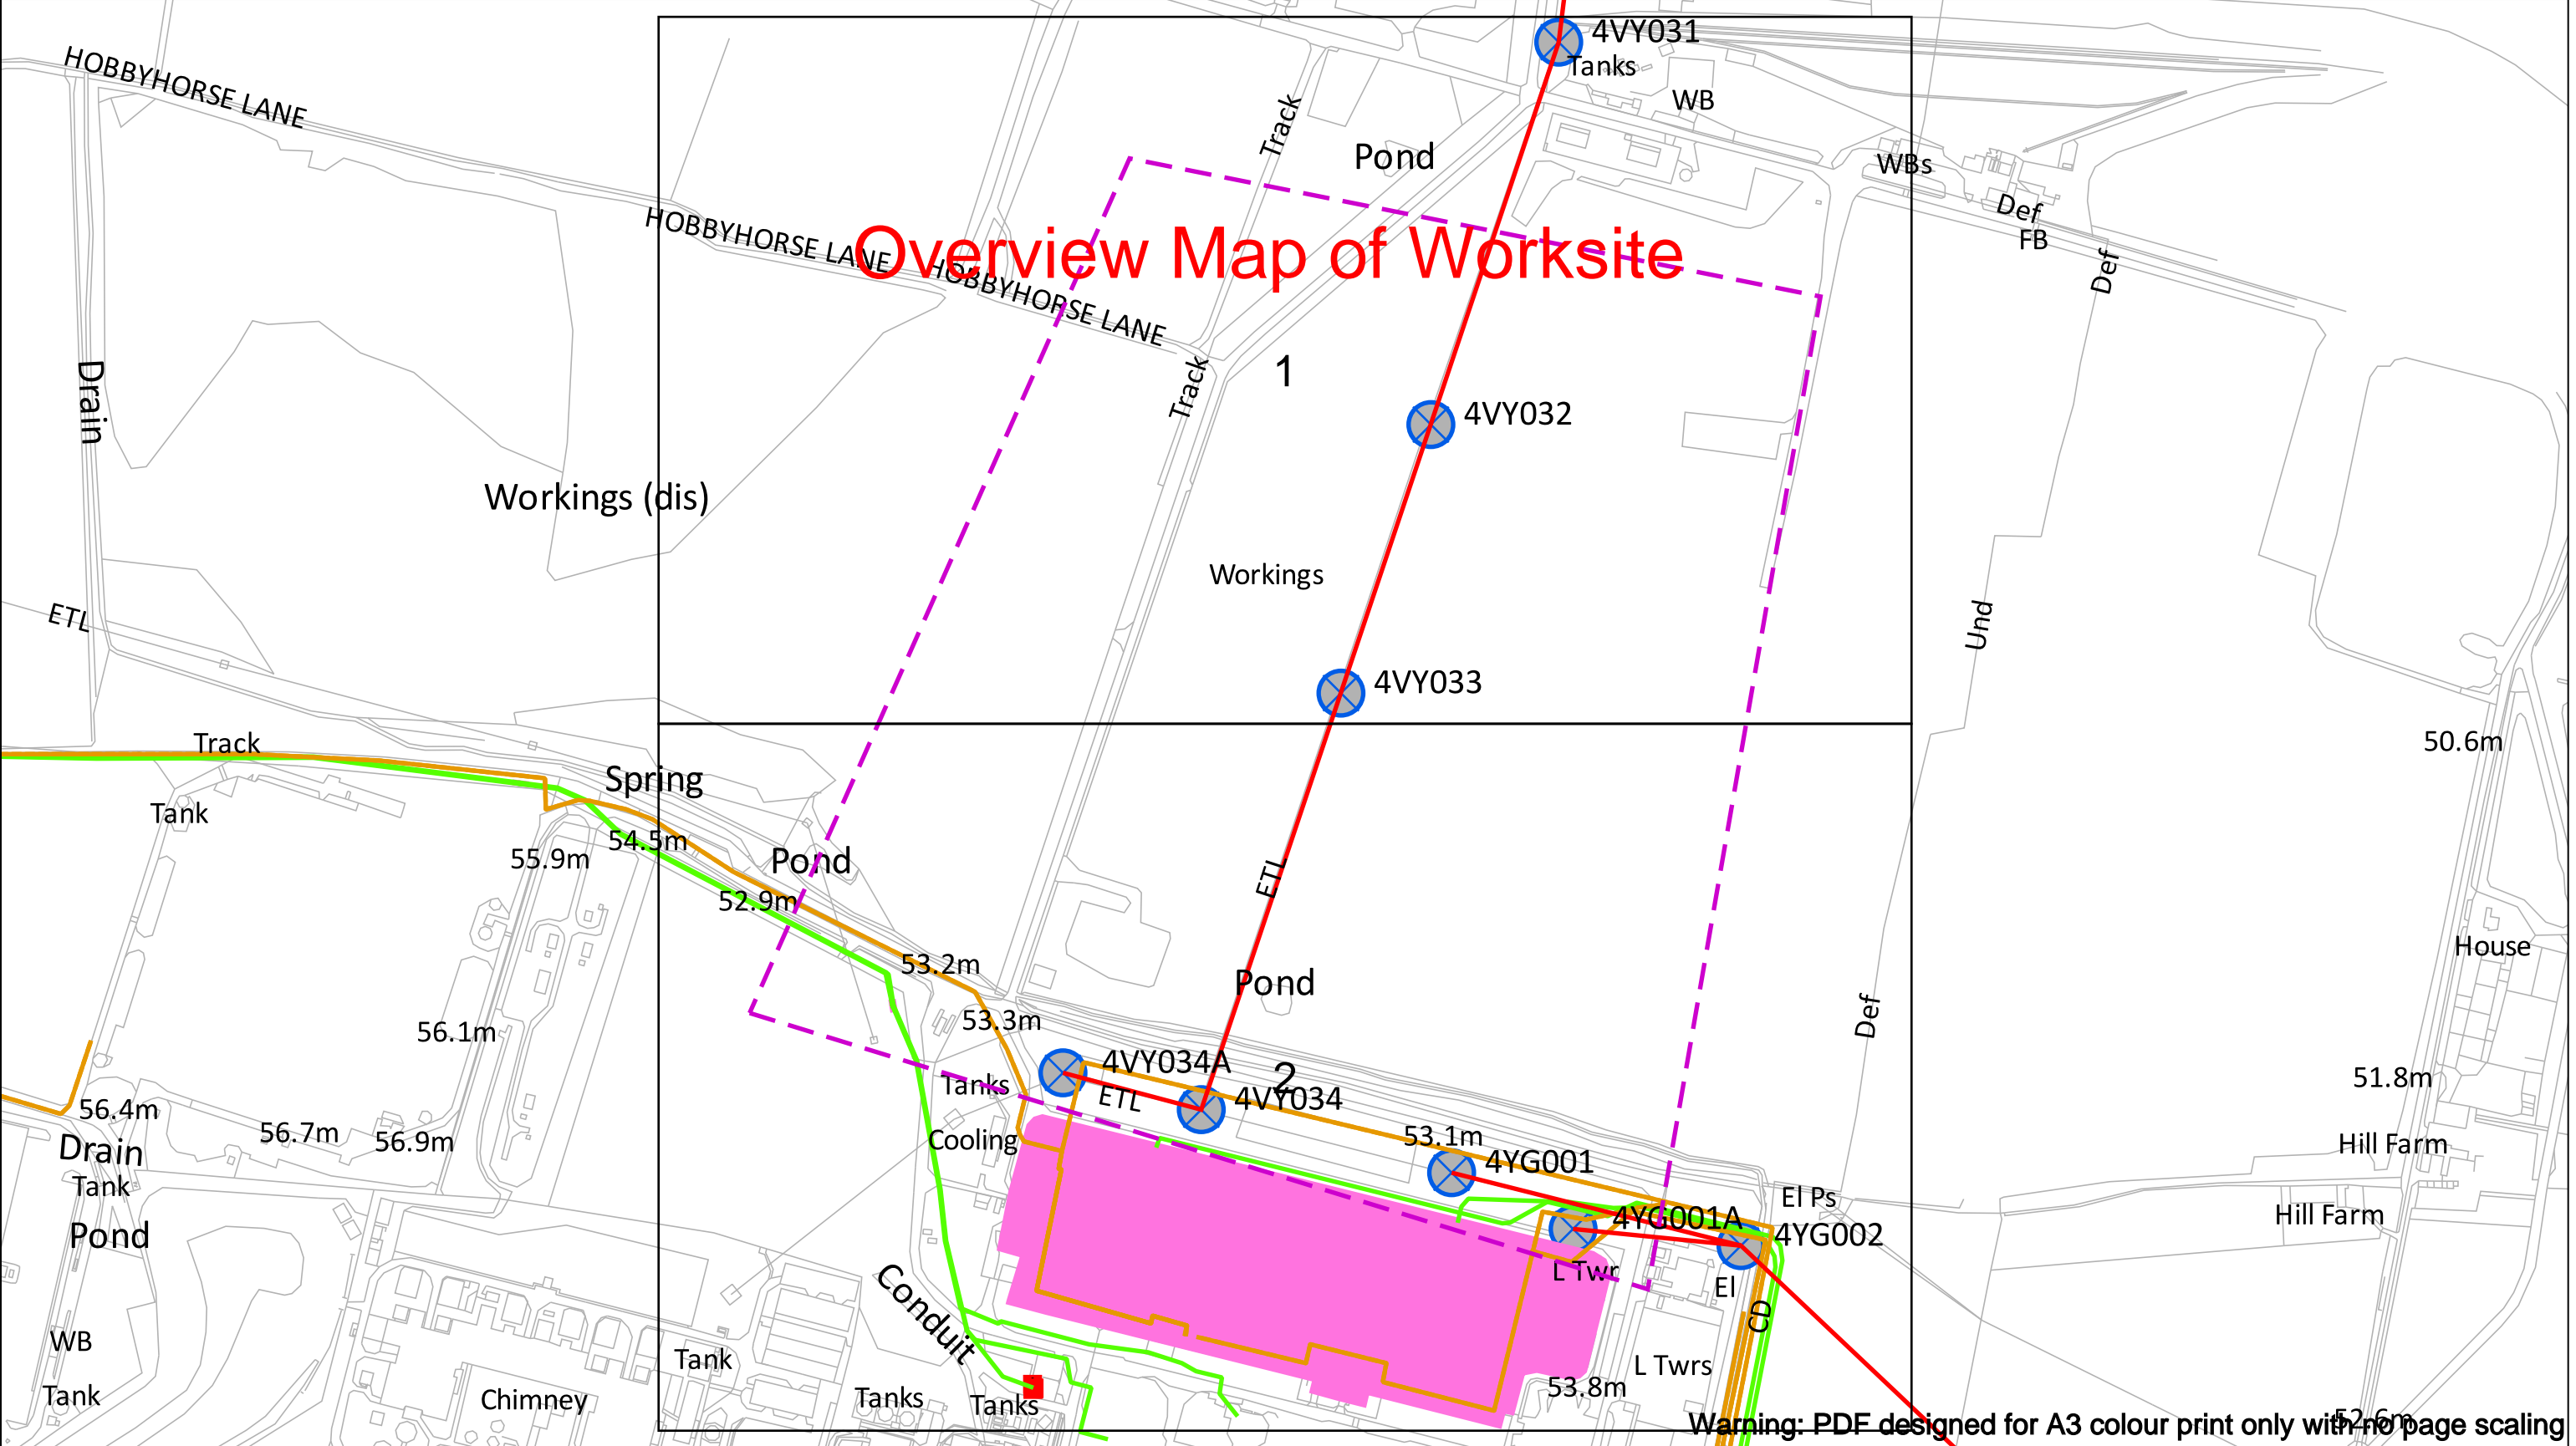 4VY031
Tanks
HOBBYHORSE LANE
WB
Track
Pond
WBs
Def
FB
HOBBYHORSE LANE
Overview Map of Worksite
HOBBYHORSE LANE
Def
1
Track
Drain
4VY032
Workings (dis)
Workings
ETL
Und
4VY033
Track
50.6m
Spring
Tank
54.5m
55.9m
Pond
52.9m
ETL
House
53.2m
Pond
53.3m
Def
56.1m
4VY034A
2
51.8m
Tanks
ETL
4VY034
56.4m
56.7m
56.9m
Cooling
53.1m
Hill Farm
Drain
4YG001
Tank
El Ps
4YG001A
Hill Farm
Pond
4YG002
L Twr
El
Conduit
CD
WB
Tank
L Twrs
53.8m
Tank
Chimney
Tanks
Tanks
52.6m
Warning: PDF designed for A3 colour print only with no page scaling